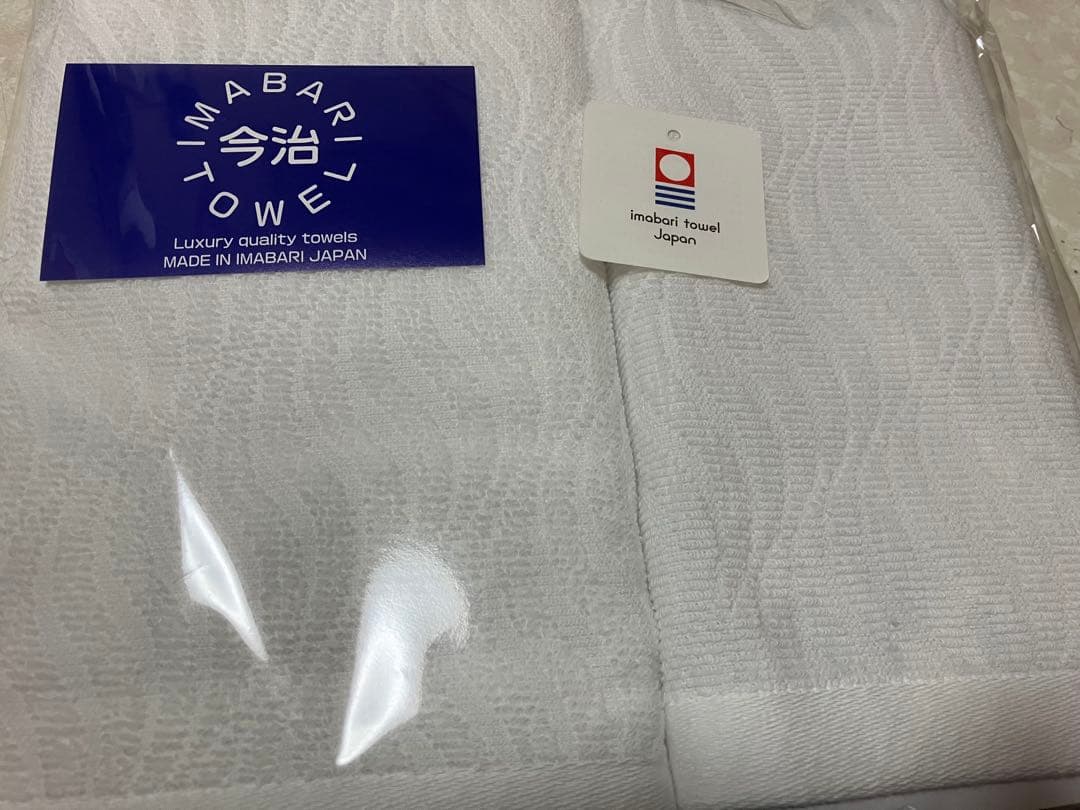 IMABARI
今治
TOWEL
Luxury quality towels
MADE IN IMABARI JAPAN
imabari towel
Japan